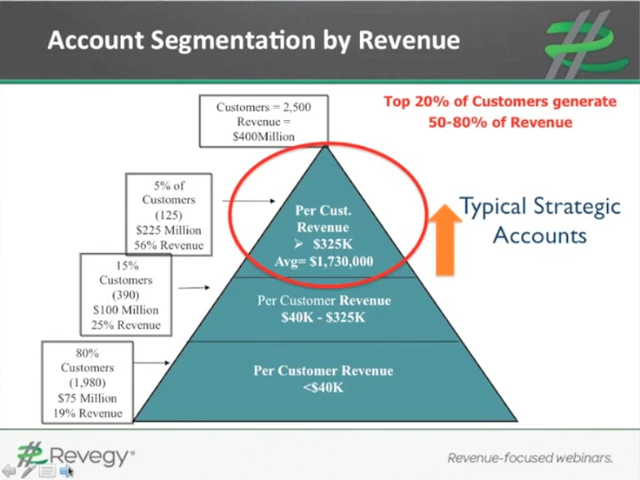 Account Segmentation by Revenue
Customers = 2,500
Revenue =
$400Million
Top 20% of Customers generate
50-80% of Revenue
5% of
Customers
(125)
$225 Million
56% Revenue
Per Cust.
Revenue
➢ $325K
Avg= $1,730,000
Typical Strategic
Accounts
15%
Customers
(390)
$100 Million
25% Revenue
Per Customer Revenue
$40K - $325K
80%
Customers
(1,980)
$75 Million
19% Revenue
Per Customer Revenue
<$40K
Revegy®
Revenue-focused webinars.